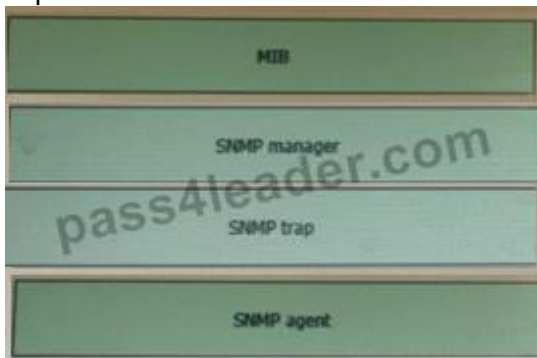 MIB
SNMP manager
SNMP trap
pass4leader.com
SNMP agent